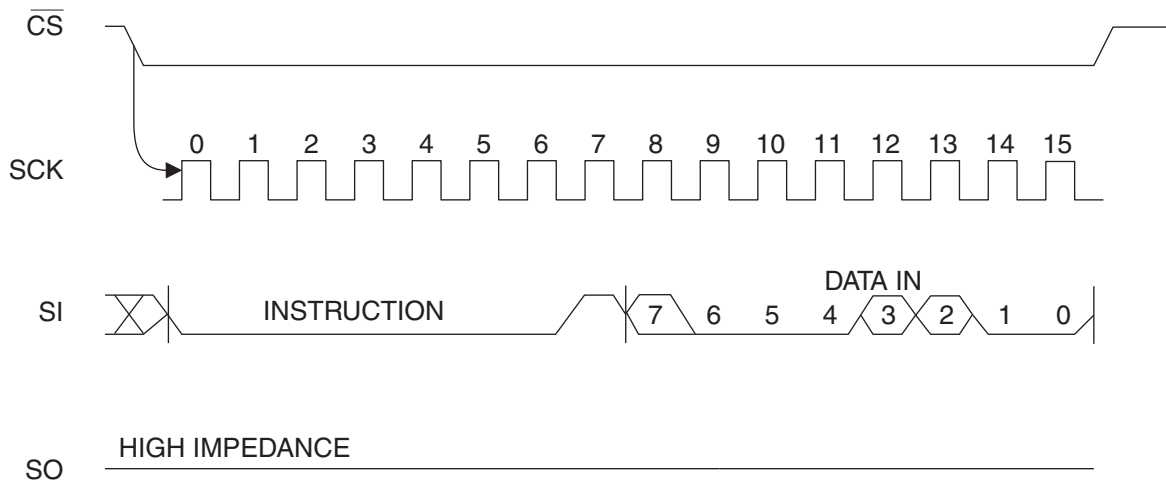 CS
SCK
0 1 2 3 4 5 6 7 8 9 10 11 12 13 14 15
DATA IN
SI
INSTRUCTION
7 6 5 4 3 2 1 0
HIGH IMPEDANCE
SO